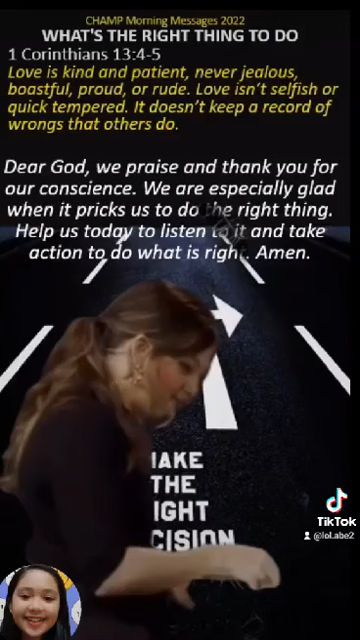 CHAMP Morning Messages 2022
WHAT'S THE RIGHT THING TO DO
1 Corinthians 13:4-5
Love is kind and patient, never jealous,
boastful, proud, or rude. Love isn't selfish or
quick tempered. It doesn't keep a record of
wrongs that others do.
Dear God, we praise and thank you for
our conscience. We are especially glad
when it pricks us to do the right thing.
Help us today to listen to it and take
action to do what is right. Amen.
IAKE
THE
IGHT
CISION
TikTok
@lol.abe2